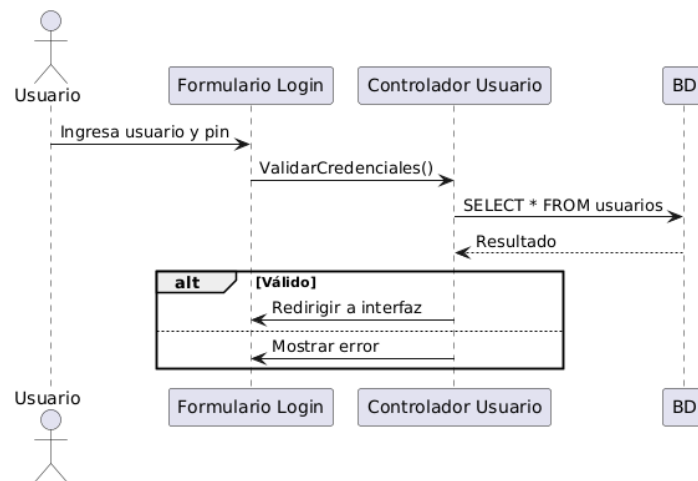 Usuario
Formulario Login
Controlador Usuario
BD
Ingresa usuario y pin
ValidarCredenciales()
SELECT * FROM usuarios
Resultado
alt [Válido]
Redirigir a interfaz
Mostrar error
Usuario
Formulario Login
Controlador Usuario
BD